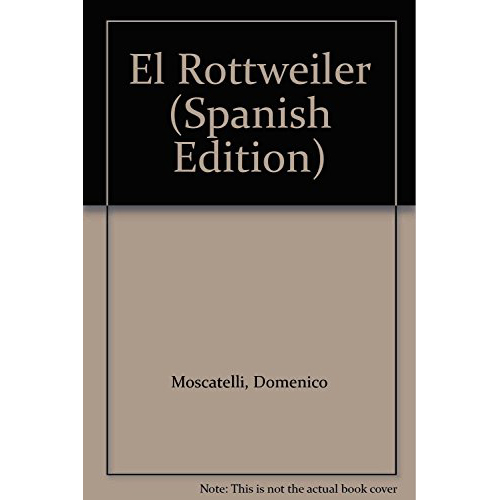 El Rottweiler
(Spanish
Edition)
Moscatelli, Domenico
Note: This is not the actual book cover